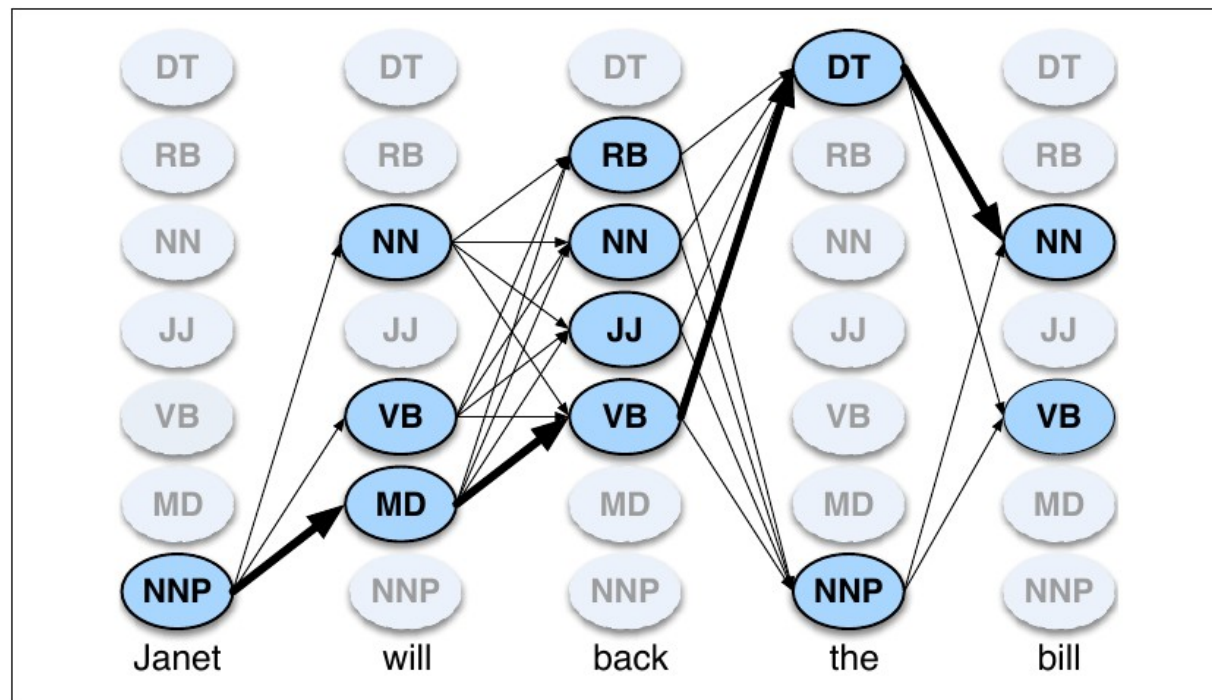 DT DT DT DT DT
RB RB RB RB RB
NN NN NN NN NN
JJ JJ JJ JJ JJ
VB VB VB VB VB
MD MD MD MD MD
NNP NNP NNP NNP NNP
Janet will back the bill